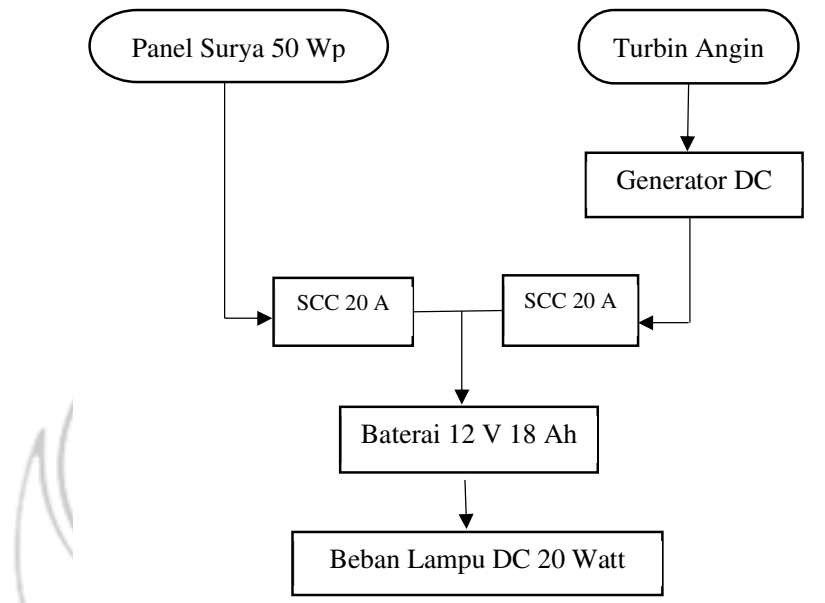 Panel Surya 50 Wp
Turbin Angin
Generator DC
SCC 20 A
SCC 20 A
Baterai 12 V 18 Ah
Beban Lampu DC 20 Watt